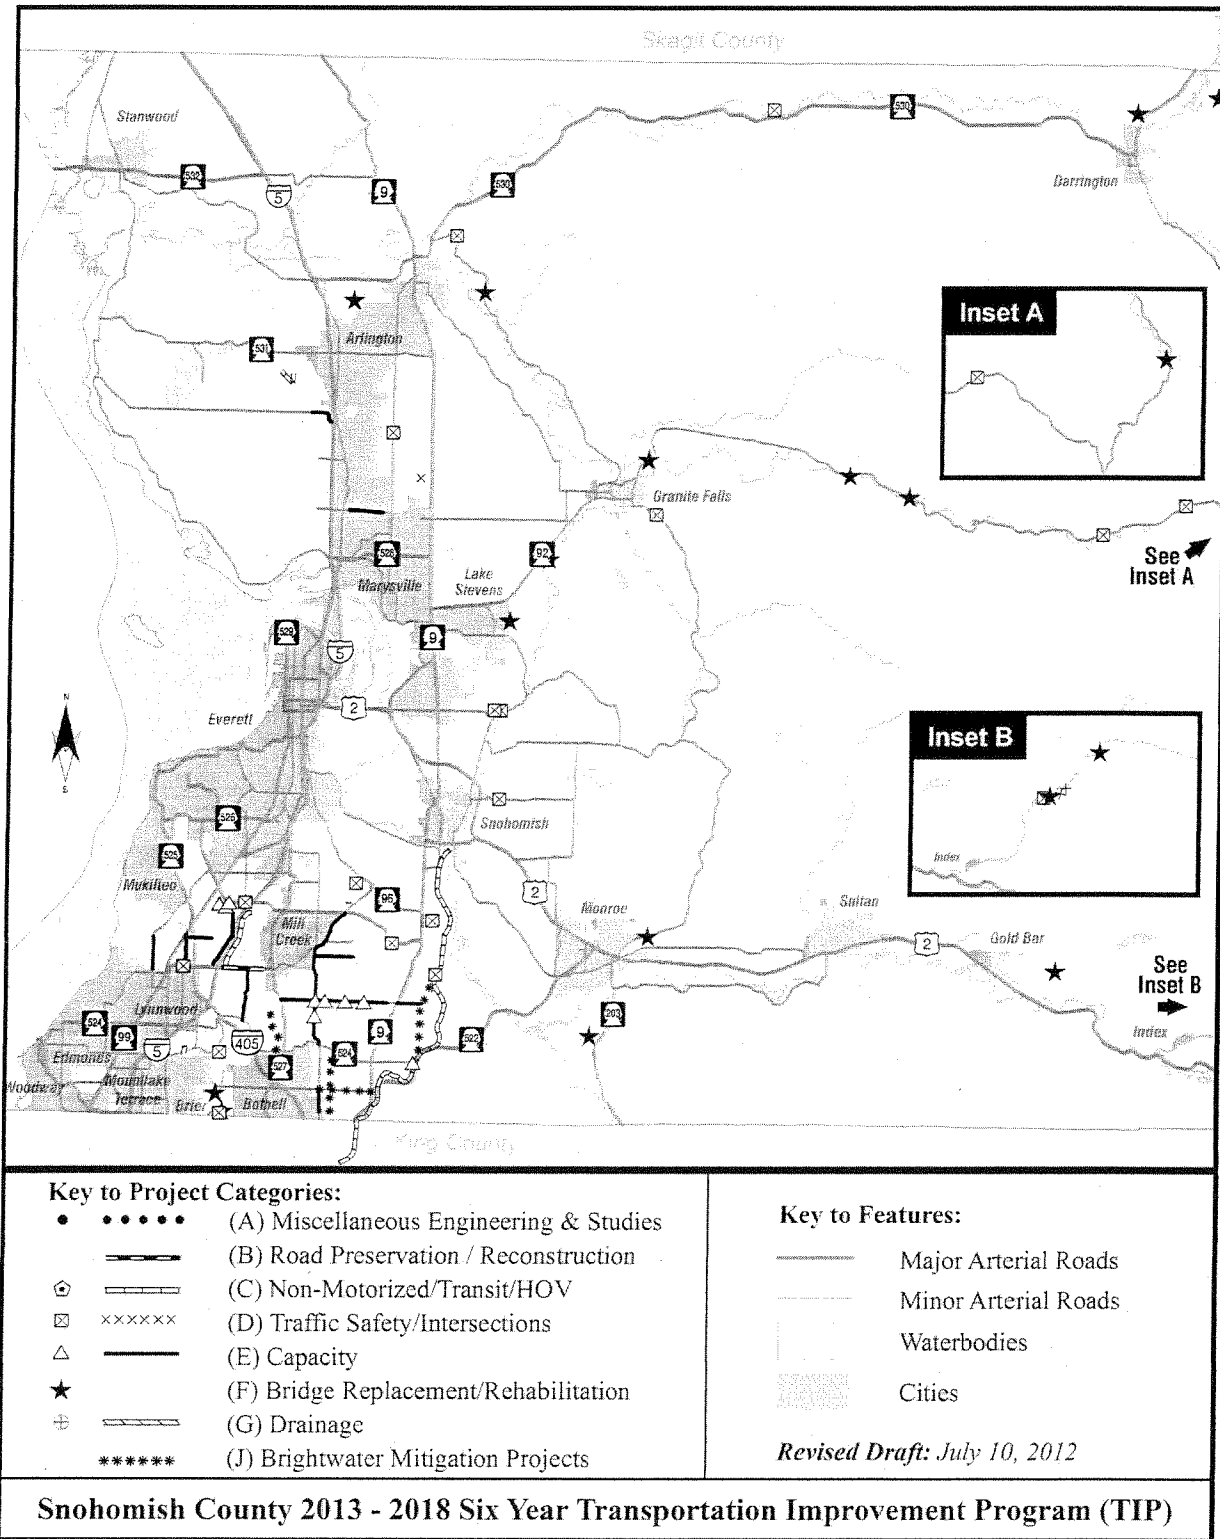 Skagit County
Stanwood
532
5
9
530
530
Darrington
Arlington
531
Inset A
Granite Falls
See
Inset A
528
92
Marysville
Lake
Stevens
529
5
9
N
S
Everett
2
Inset B
Index
526
Snohomish
525
Mukilteo
96
2
Monroe
Sultan
Mill
Creek
2
Gold Bar
See
Inset B
Lynnwood
524
99
5
405
9
203
522
Index
Edmonds
527
524
Woodway
Mountlake
Terrace
Brier
Bothell
King County
Key to Project Categories:
(A) Miscellaneous Engineering & Studies
(B) Road Preservation / Reconstruction
(C) Non-Motorized/Transit/HOV
(D) Traffic Safety/Intersections
(E) Capacity
(F) Bridge Replacement/Rehabilitation
(G) Drainage
(J) Brightwater Mitigation Projects
Key to Features:
Major Arterial Roads
Minor Arterial Roads
Waterbodies
Cities
Revised Draft: July 10, 2012
Snohomish County 2013 - 2018 Six Year Transportation Improvement Program (TIP)